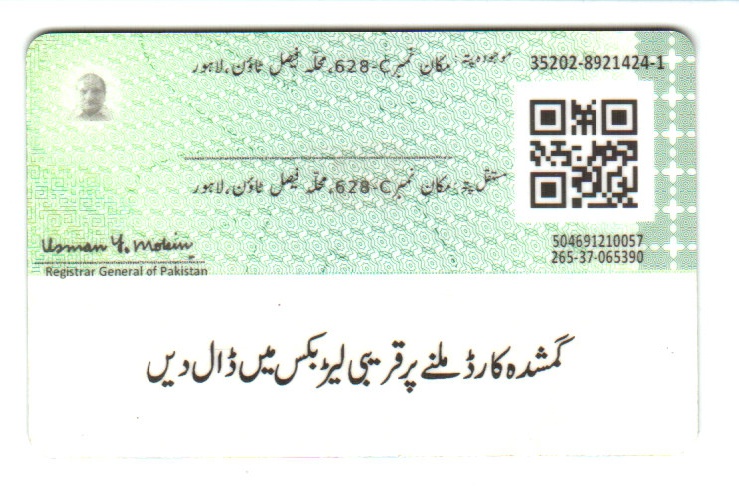 موجودہ پتہ: مکان نمبر 628-C، محلہ فیصل ٹاؤن، لاہور
35202-8921424-1
مستقل پتہ: مکان نمبر 628-C، محلہ فیصل ٹاؤن، لاہور
Usman Y. Mobin
Registrar General of Pakistan
504691210057
265-37-065390
گمشدہ کارڈ ملنے پر قریبی لیٹر بکس میں ڈال دیں